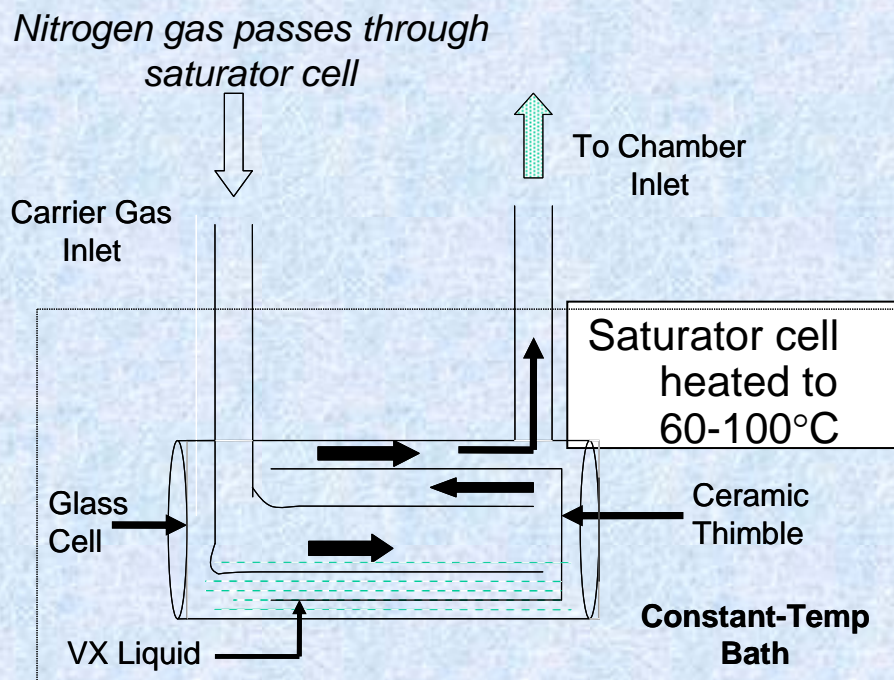 Nitrogen gas passes through
saturator cell
To Chamber
Inlet
Carrier Gas
Inlet
Saturator cell
heated to
60-100°C
Glass
Cell
Ceramic
Thimble
Constant-Temp
Bath
VX Liquid